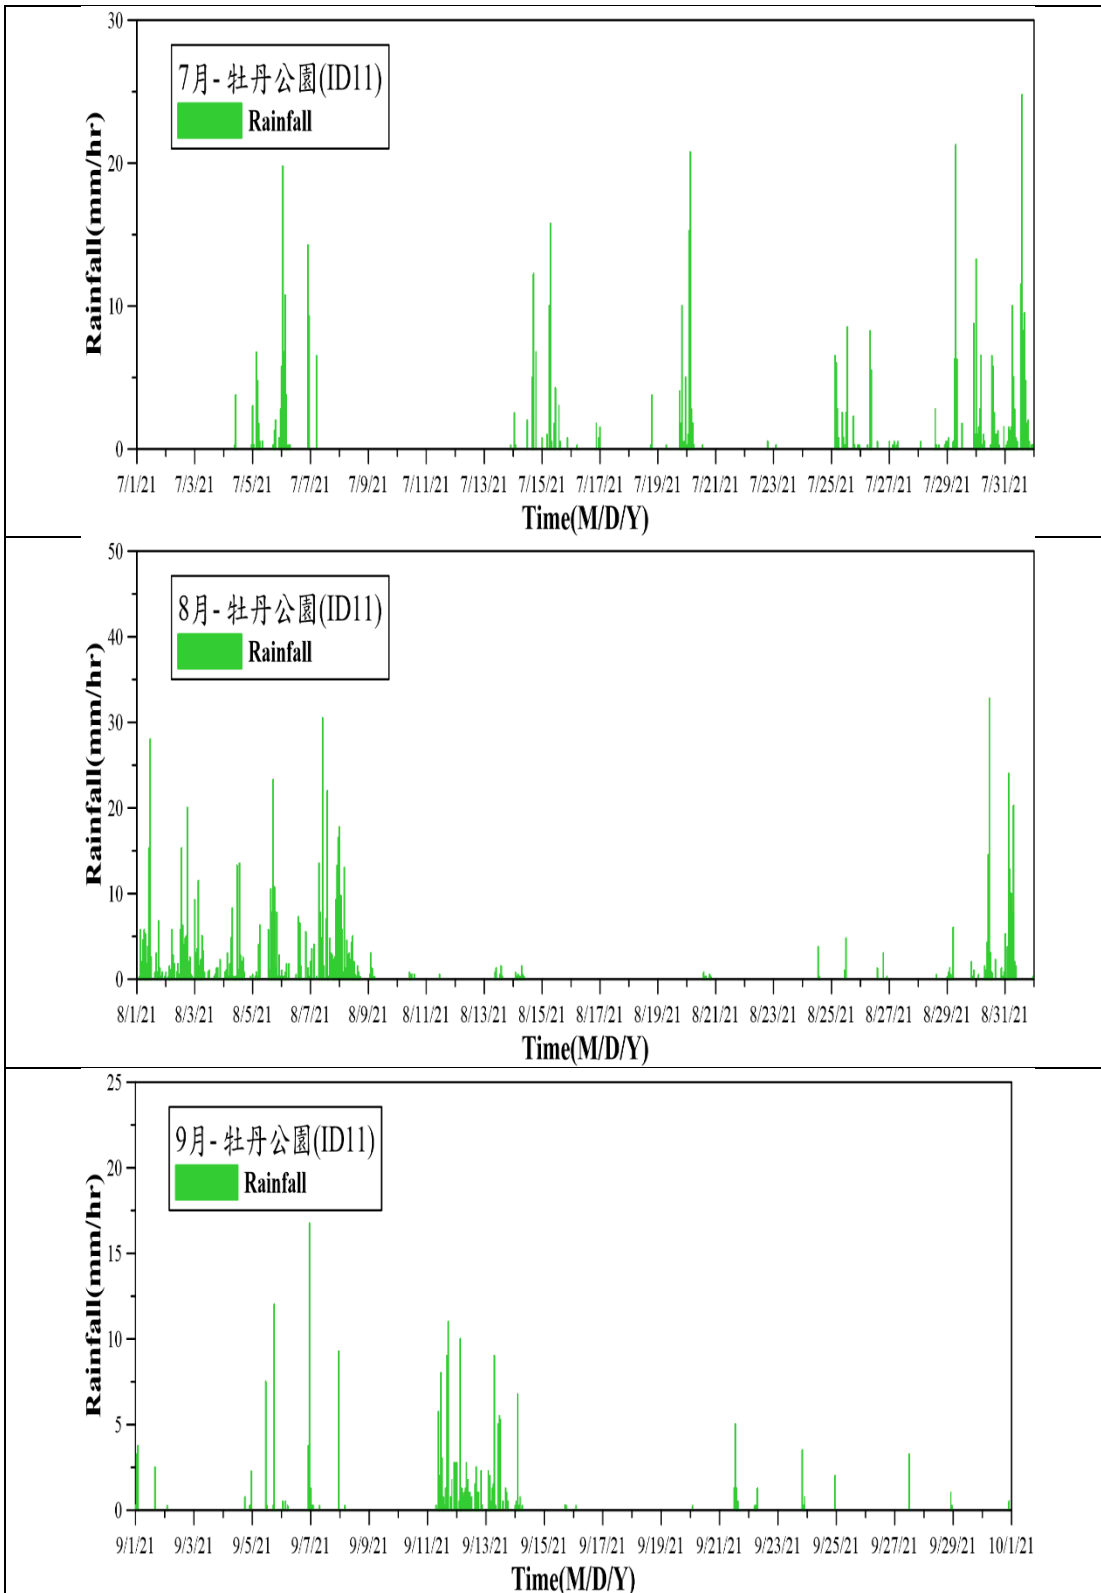 30
7月-牡丹公園(ID11)
Rainfall
20
10
0
Rainfall(mm/hr)
7/1/21 7/3/21 7/5/21 7/7/21 7/9/21 7/11/21 7/13/21 7/15/21 7/17/21 7/19/21 7/21/21 7/23/21 7/25/21 7/27/21 7/29/21 7/31/21
Time(M/D/Y)
50
8月-牡丹公園(ID11)
Rainfall
40
30
20
10
0
Rainfall(mm/hr)
8/1/21 8/3/21 8/5/21 8/7/21 8/9/21 8/11/21 8/13/21 8/15/21 8/17/21 8/19/21 8/21/21 8/23/21 8/25/21 8/27/21 8/29/21 8/31/21
Time(M/D/Y)
25
9月-牡丹公園(ID11)
Rainfall
20
15
10
5
0
Rainfall(mm/hr)
9/1/21 9/3/21 9/5/21 9/7/21 9/9/21 9/11/21 9/13/21 9/15/21 9/17/21 9/19/21 9/21/21 9/23/21 9/25/21 9/27/21 9/29/21 10/1/21
Time(M/D/Y)